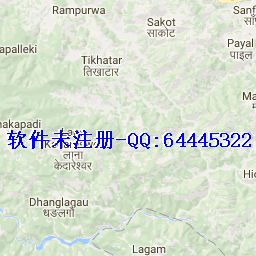 Rampurwa
Sakot
साकोट
Sanf
Payal
पाइल
apalleki
Tikhatar
तिखाटार
Ma
akapadi
软件未注册-QQ:64445322
लाना
केदारेश्वर
Hi
Dhanglagau
धङलगाँउ
Lagam